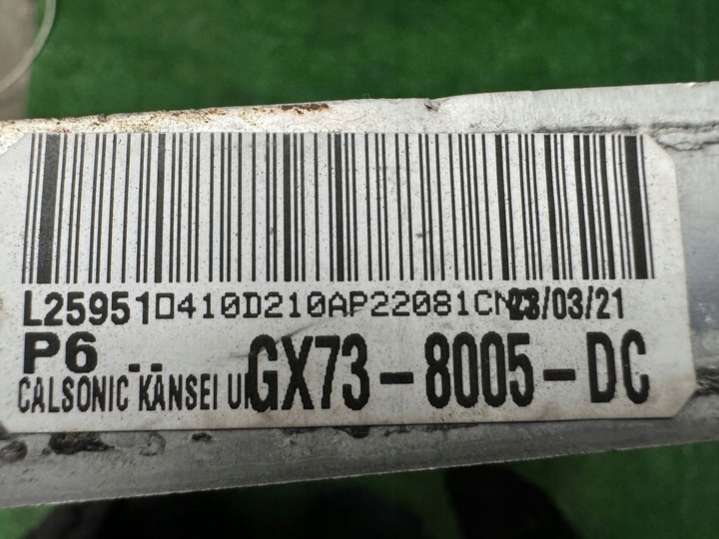 L25951D410D210AP22081CN 23/03/21
P6 ..
CALSONIC KANSEI UK GX73-8005-DC